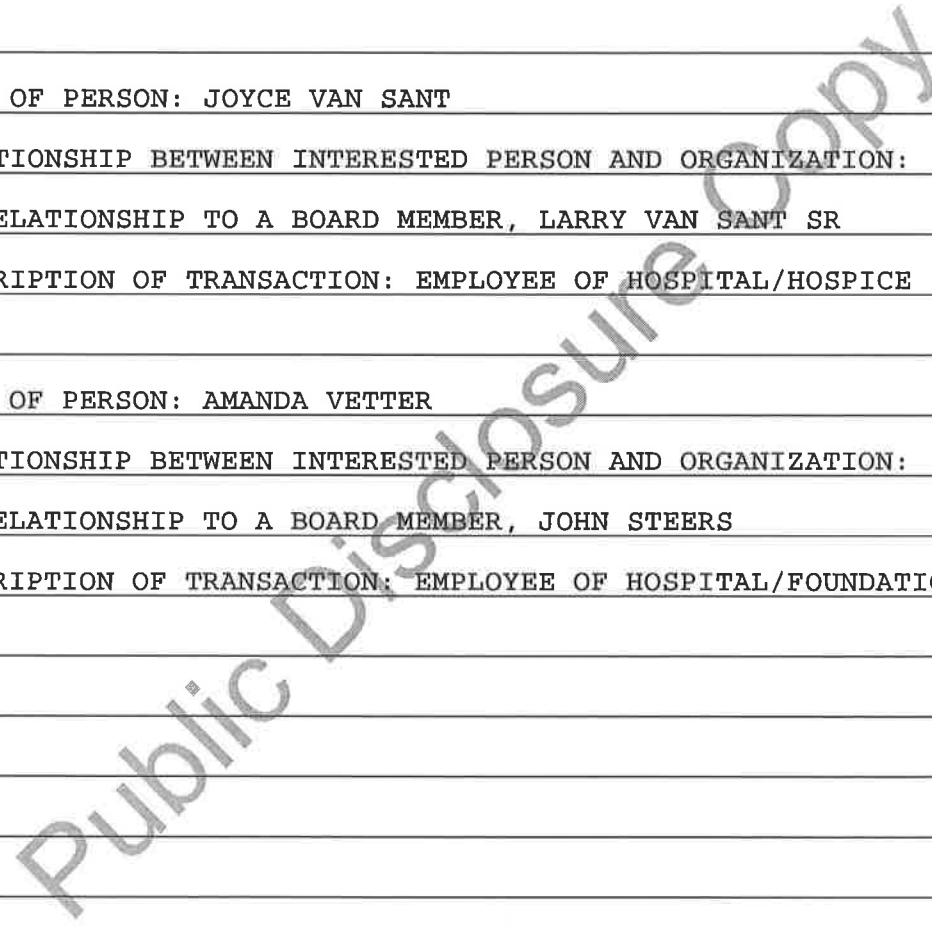 OF PERSON: JOYCE VAN SANT
TIONSHIP BETWEEN INTERESTED PERSON AND ORGANIZATION:
ELATIONSHIP TO A BOARD MEMBER, LARRY VAN SANT SR
RIPTION OF TRANSACTION: EMPLOYEE OF HOSPITAL/HOSPICE
OF PERSON: AMANDA VETTER
TIONSHIP BETWEEN INTERESTED PERSON AND ORGANIZATION:
ELATIONSHIP TO A BOARD MEMBER, JOHN STEERS
RIPTION OF TRANSACTION: EMPLOYEE OF HOSPITAL/FOUNDATIO
Public Disclosure Copy